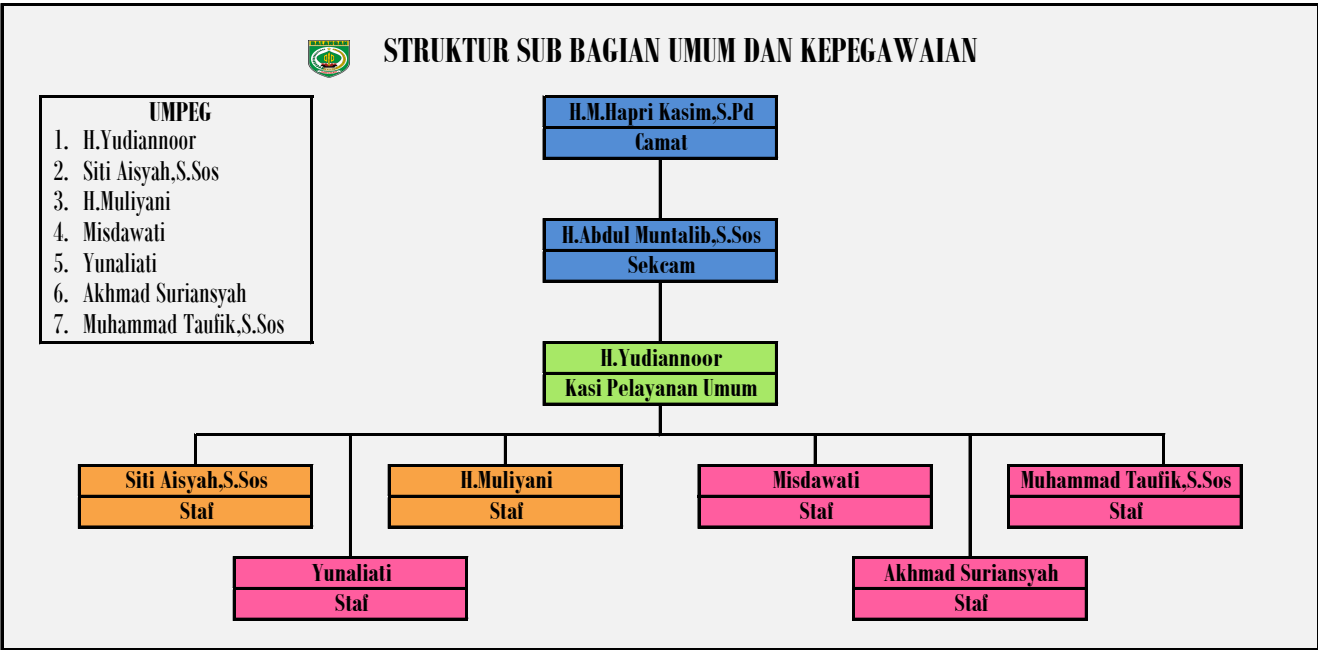 STRUKTUR SUB BAGIAN UMUM DAN KEPEGAWAIAN
UMPEG
1. H.Yudiannoor
2. Siti Aisyah,S.Sos
3. H.Muliyani
4. Misdawati
5. Yunaliati
6. Akhmad Suriansyah
7. Muhammad Taufik,S.Sos
H.M.Hapri Kasim,S.Pd
Camat
H.Abdul Muntalib,S.Sos
Sekcam
H.Yudiannoor
Kasi Pelayanan Umum
Siti Aisyah,S.Sos
Staf
H.Muliyani
Staf
Misdawati
Staf
Muhammad Taufik,S.Sos
Staf
Yunaliati
Staf
Akhmad Suriansyah
Staf